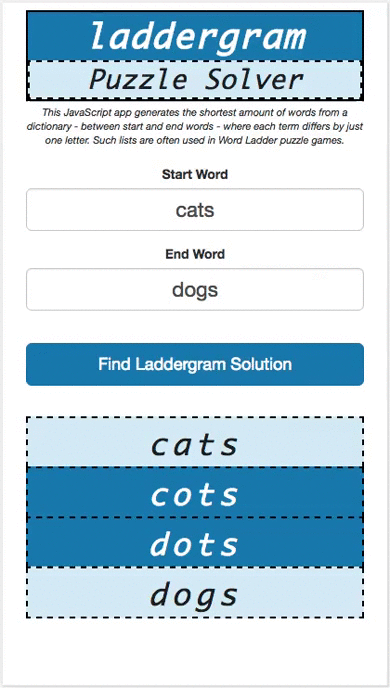 laddergram
Puzzle Solver
This JavaScript app generates the shortest amount of words from a
dictionary - between start and end words - where each term differs by just
one letter. Such lists are often used in Word Ladder puzzle games.
Start Word
cats
End Word
dogs
Find Laddergram Solution
cats
cots
dots
dogs